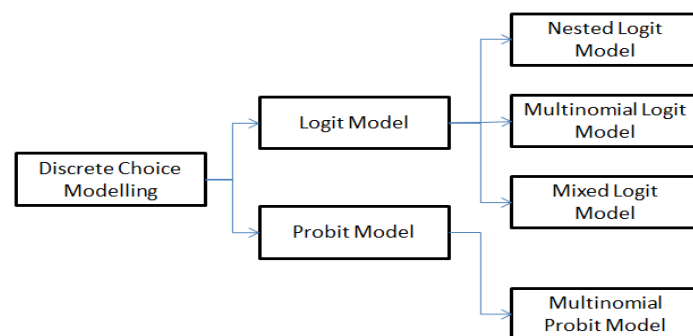 Discrete Choice
Modelling
Logit Model
Probit Model
Nested Logit
Model
Multinomial Logit
Model
Mixed Logit
Model
Multinomial
Probit Model